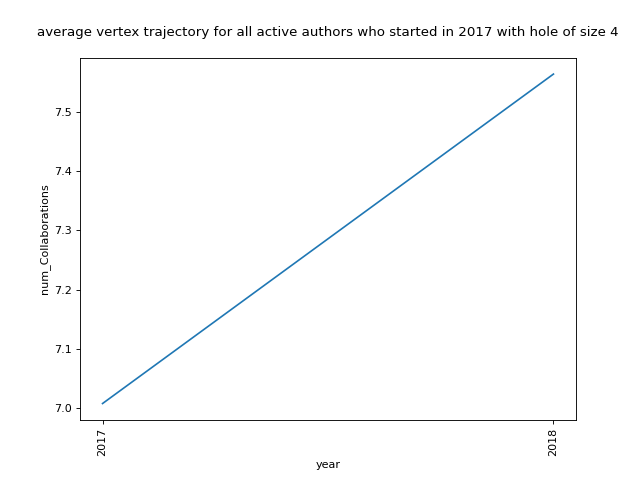 average vertex trajectory for all active authors who started in 2017 with hole of size 4
7.5
7.4
7.3
7.2
7.1
7.0
num_Collaborations
2017
2018
year